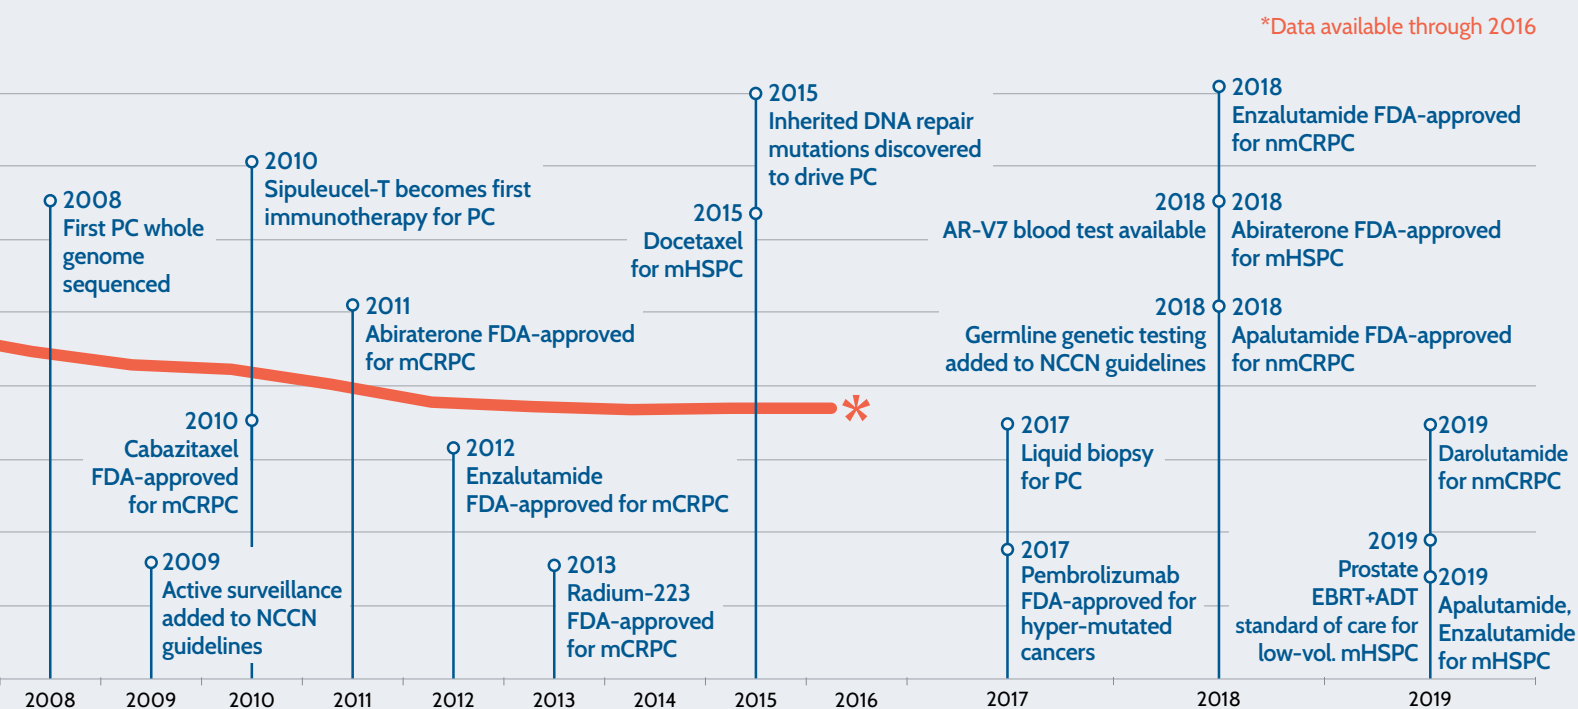 *Data available through 2016
2008
First PC whole
genome
sequenced
2009
Active surveillance
added to NCCN
guidelines
2010
Sipuleucel-T becomes first
immunotherapy for PC
2010
Cabazitaxel
FDA-approved
for mCRPC
2011
Abiraterone FDA-approved
for mCRPC
2012
Enzalutamide
FDA-approved for mCRPC
2013
Radium-223
FDA-approved
for mCRPC
2015
Inherited DNA repair
mutations discovered
to drive PC
2015
Docetaxel
for mHSPC
*
2017
Liquid biopsy
for PC
2017
Pembrolizumab
FDA-approved for
hyper-mutated
cancers
2018
Enzalutamide FDA-approved
for nmCRPC
2018
AR-V7 blood test available
2018
Abiraterone FDA-approved
for mHSPC
2018
Germline genetic testing
added to NCCN guidelines
2018
Apalutamide FDA-approved
for nmCRPC
2019
Darolutamide
for nmCRPC
2019
Prostate
EBRT+ADT
standard of care for
low-vol. mHSPC
2019
Apalutamide,
Enzalutamide
for mHSPC
2008 2009 2010 2011 2012 2013 2014 2015 2016 2017 2018 2019